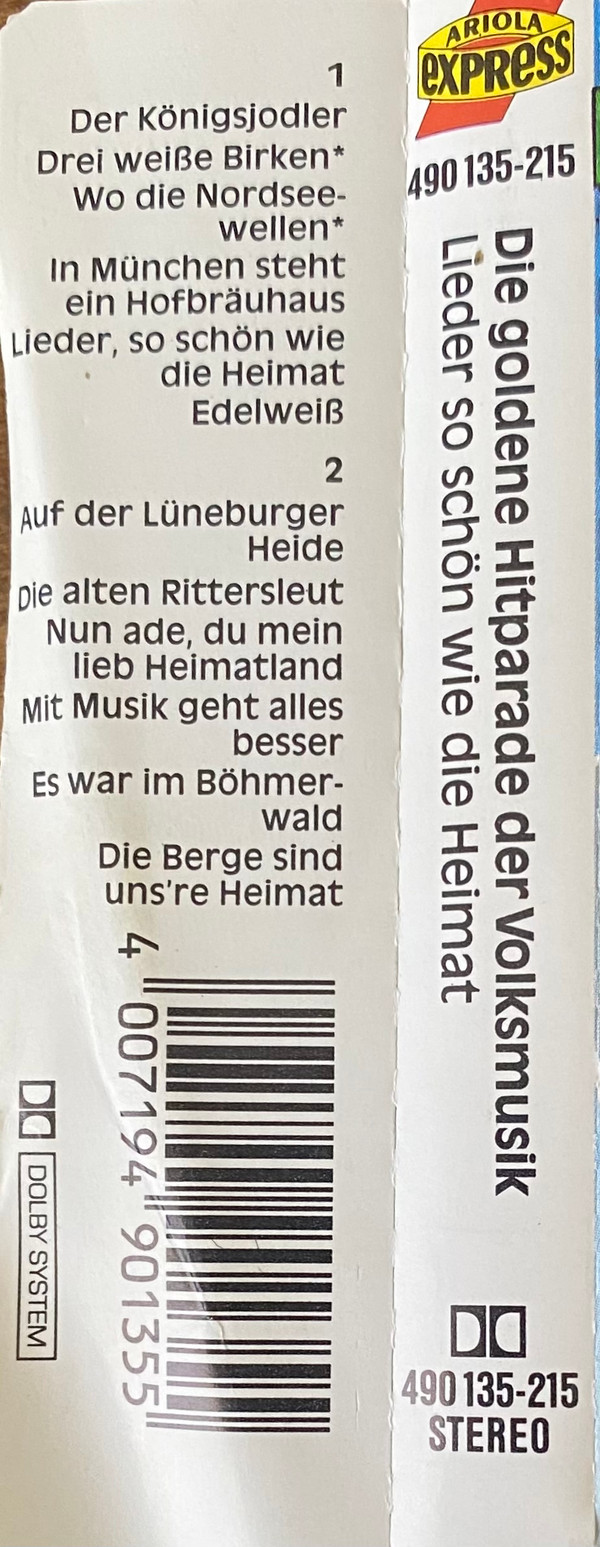 1
Der Königsjodler
Drei weiße Birken*
Wo die Nordsee-
wellen*
In München steht
ein Hofbräuhaus
Lieder, so schön wie
die Heimat
Edelweiß
2
Auf der Lüneburger
Heide
Die alten Rittersleut
Nun ade, du mein
lieb Heimatland
Mit Musik geht alles
besser
Es war im Böhmer-
wald
Die Berge sind
uns're Heimat
4 007194 901355
DOLBY SYSTEM
ARIOLA
EXPRESS
490 135-215
Die goldene Hitparade der Volksmusik
Lieder so schön wie die Heimat
490 135-215
STEREO